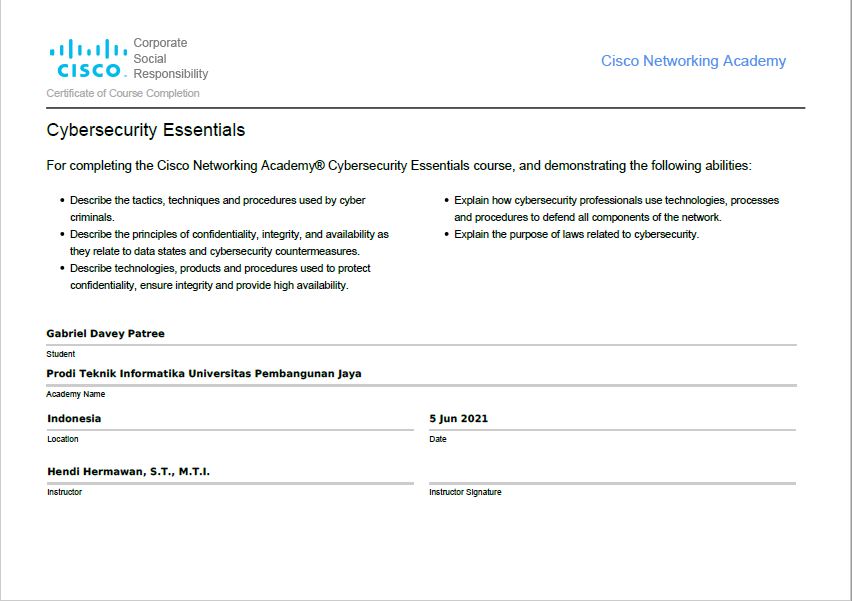 Corporate
Social
Responsibility
CISCO
Cisco Networking Academy
Certificate of Course Completion
Cybersecurity Essentials
For completing the Cisco Networking Academy® Cybersecurity Essentials course, and demonstrating the following abilities:
• Describe the tactics, techniques and procedures used by cyber
criminals.
• Describe the principles of confidentiality, integrity, and availability as
they relate to data states and cybersecurity countermeasures.
• Describe technologies, products and procedures used to protect
confidentiality, ensure integrity and provide high availability.
• Explain how cybersecurity professionals use technologies, processes
and procedures to defend all components of the network.
• Explain the purpose of laws related to cybersecurity.
Gabriel Davey Patree
Student
Prodi Teknik Informatika Universitas Pembangunan Jaya
Academy Name
Indonesia
Location
5 Jun 2021
Date
Hendi Hermawan, S.T., M.T.I.
Instructor
Instructor Signature